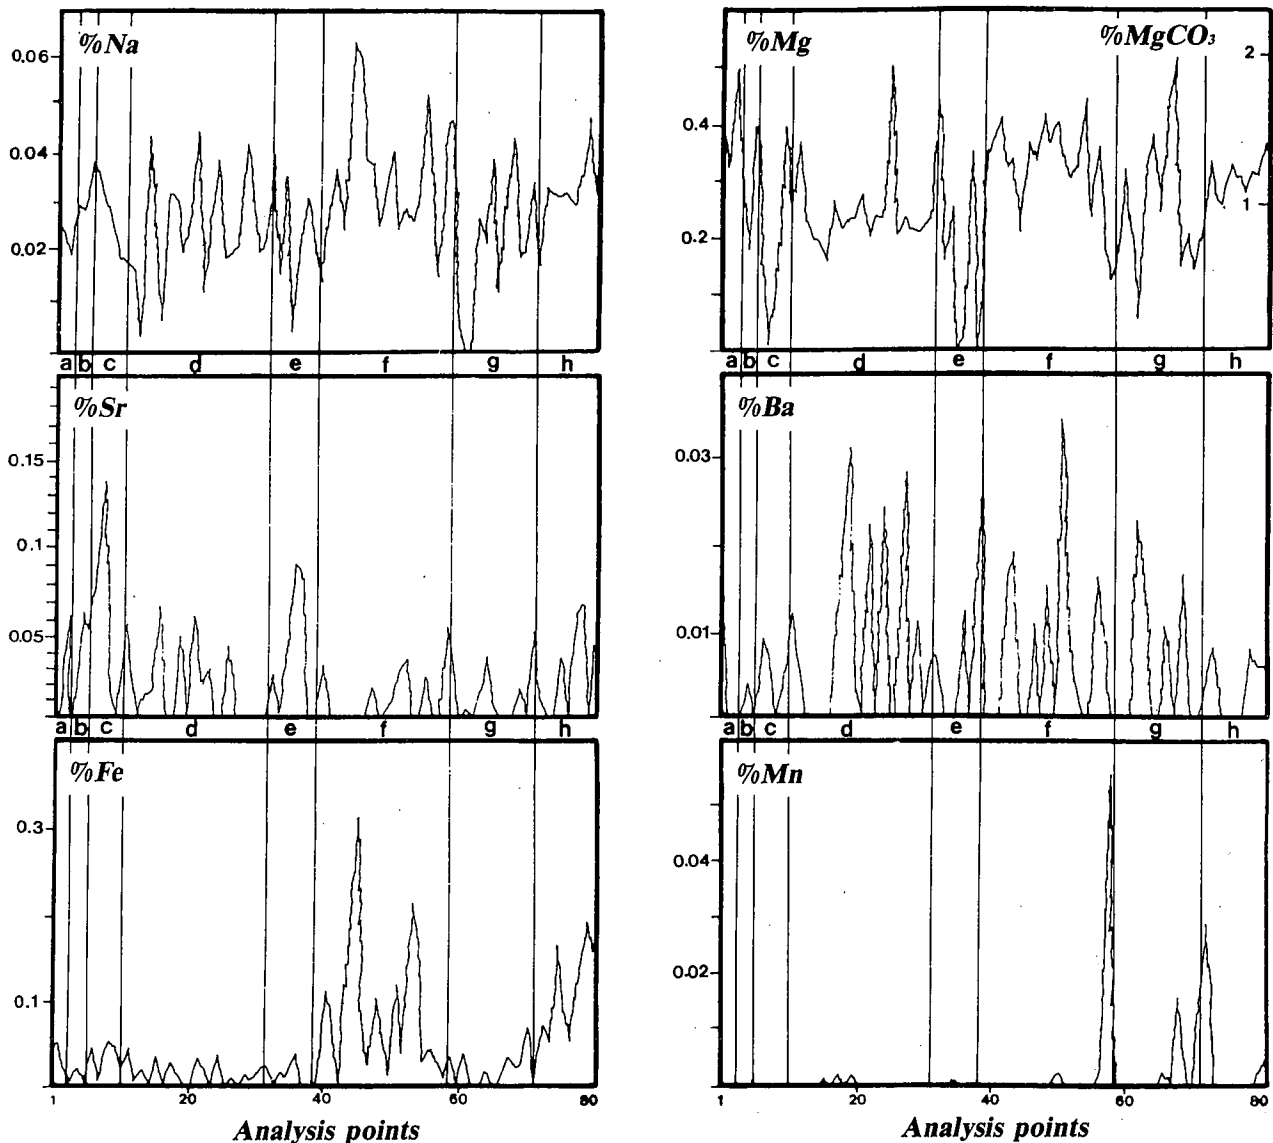 %Na
0.06
0.04
0.02
a b c d e f g h
%Mg %MgCO₃
2
0.4
1
0.2
a b c d e f g h
%Sr
0.15
0.1
0.05
a b c d e f g h
%Ba
0.03
0.01
a b c d e f g h
%Fe
0.3
0.1
1 20 40 60 80
Analysis points
%Mn
0.04
0.02
1 20 40 60 80
Analysis points